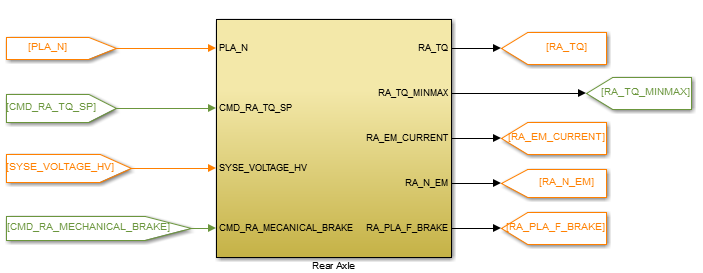 [PLA_N] PLA_N RA_TQ [RA_TQ]
RA_TQ_MINMAX [RA_TQ_MINMAX]
[CMD_RA_TQ_SP] CMD_RA_TQ_SP
RA_EM_CURRENT [RA_EM_CURRENT]
[SYSE_VOLTAGE_HV] SYSE_VOLTAGE_HV
RA_N_EM [RA_N_EM]
[CMD_RA_MECHANICAL_BRAKE] CMD_RA_MECANICAL_BRAKE RA_PLA_F_BRAKE [RA_PLA_F_BRAKE]
Rear Axle